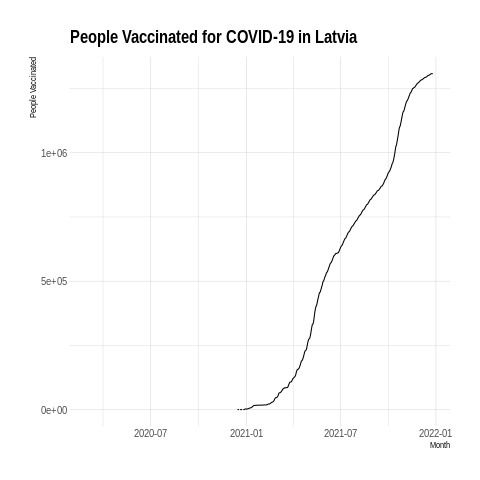 People Vaccinated for COVID-19 in Latvia
People Vaccinated
1e+06
5e+05
0e+00
2020-07 2021-01 2021-07 2022-01
Month